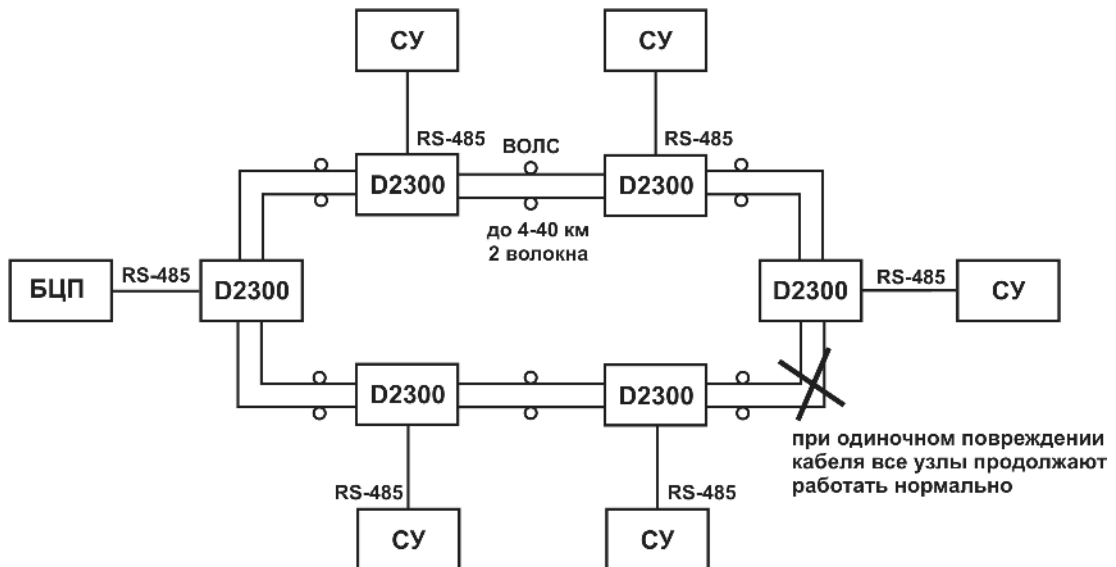 СУ
СУ
RS-485
ВОЛС
RS-485
D2300
D2300
до 4-40 км
2 волокна
БЦП
RS-485
D2300
D2300
RS-485
СУ
D2300
D2300
при одиночном повреждении
кабеля все узлы продолжают
работать нормально
RS-485
RS-485
СУ
СУ